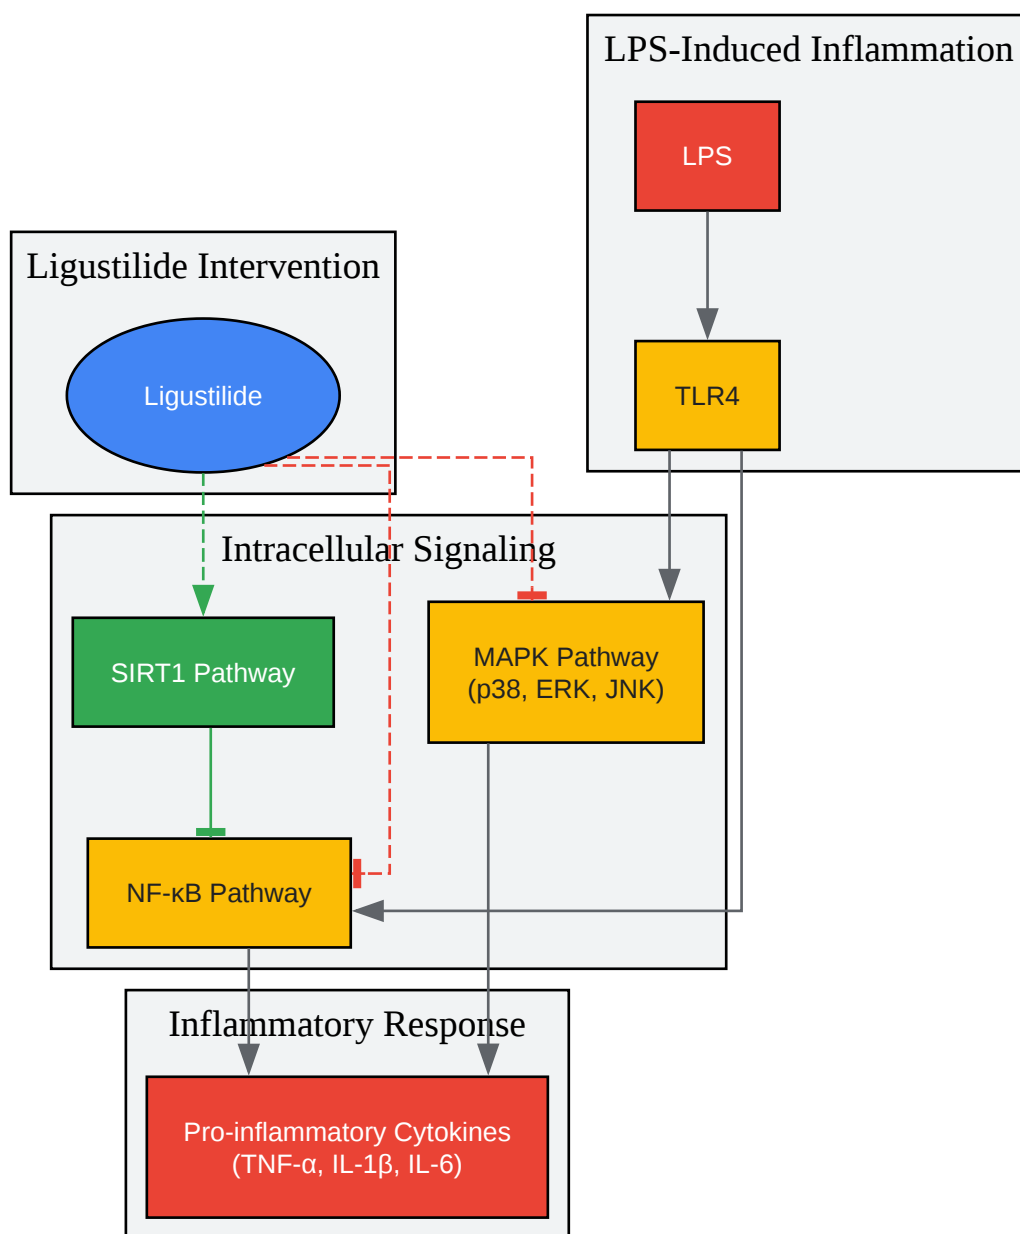 LPS-Induced Inflammation
LPS
Ligustilide Intervention
Ligustilide
TLR4
Intracellular Signaling
SIRT1 Pathway
MAPK Pathway
(p38, ERK, JNK)
NF-κB Pathway
Inflammatory Response
Pro-inflammatory Cytokines
(TNF-α, IL-1β, IL-6)